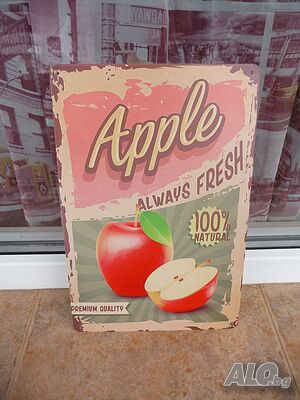 Apple
ALWAYS FRESH
100%
NATURAL
PREMIUM QUALITY
ALO.bg